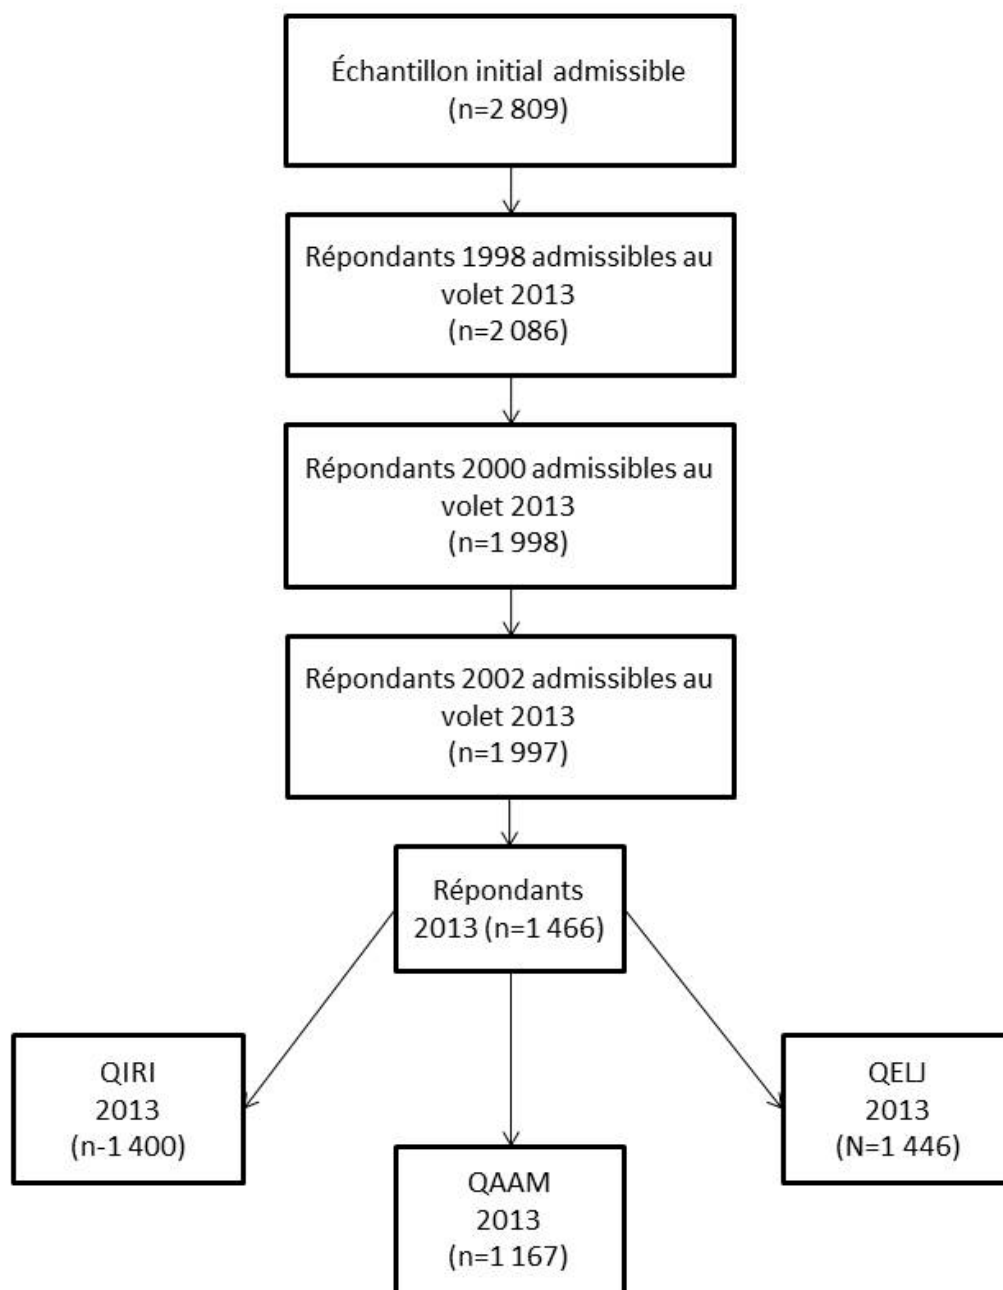 Échantillon initial admissible
(n=2 809)
Répondants 1998 admissibles au
volet 2013
(n=2 086)
Répondants 2000 admissibles au
volet 2013
(n=1 998)
Répondants 2002 admissibles au
volet 2013
(n=1 997)
Répondants
2013 (n=1 466)
QIRI
2013
(n-1 400)
QAAM
2013
(n=1 167)
QELJ
2013
(N=1 446)